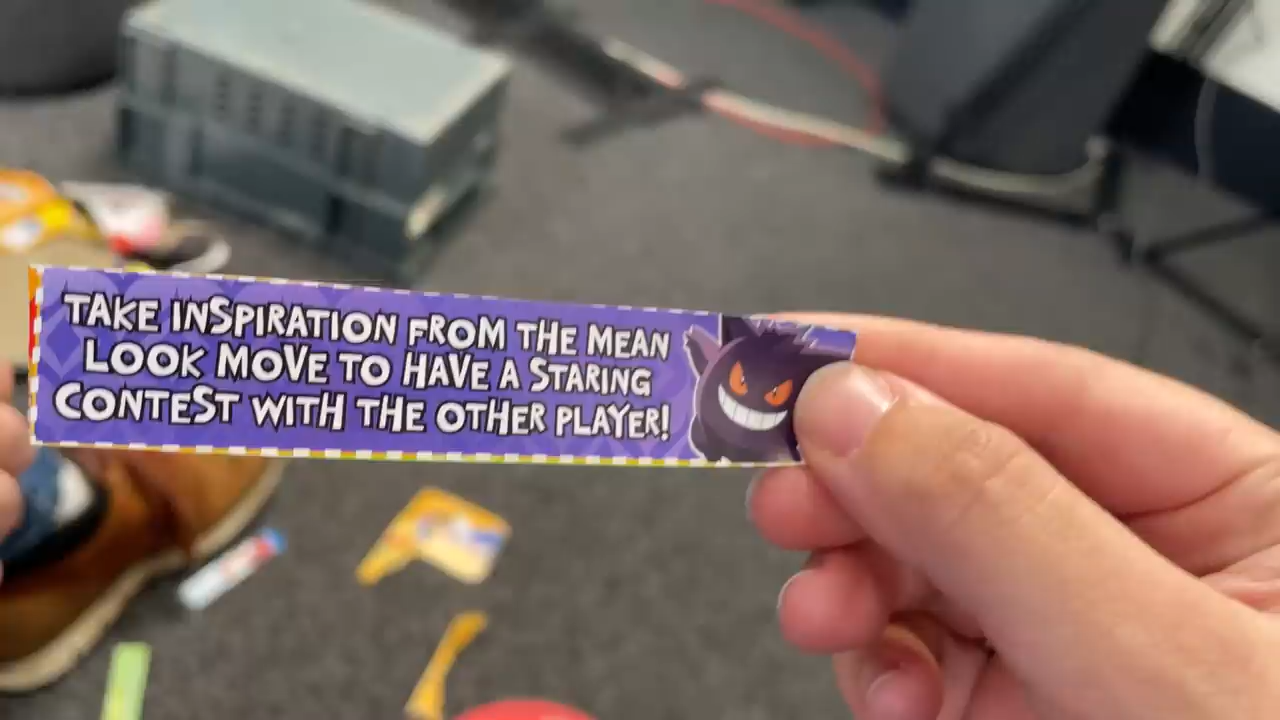 TAKE INSPIRATION FROM THE MEAN
LOOK MOVE TO HAVE A STARING
CONTEST WITH THE OTHER PLAYER!